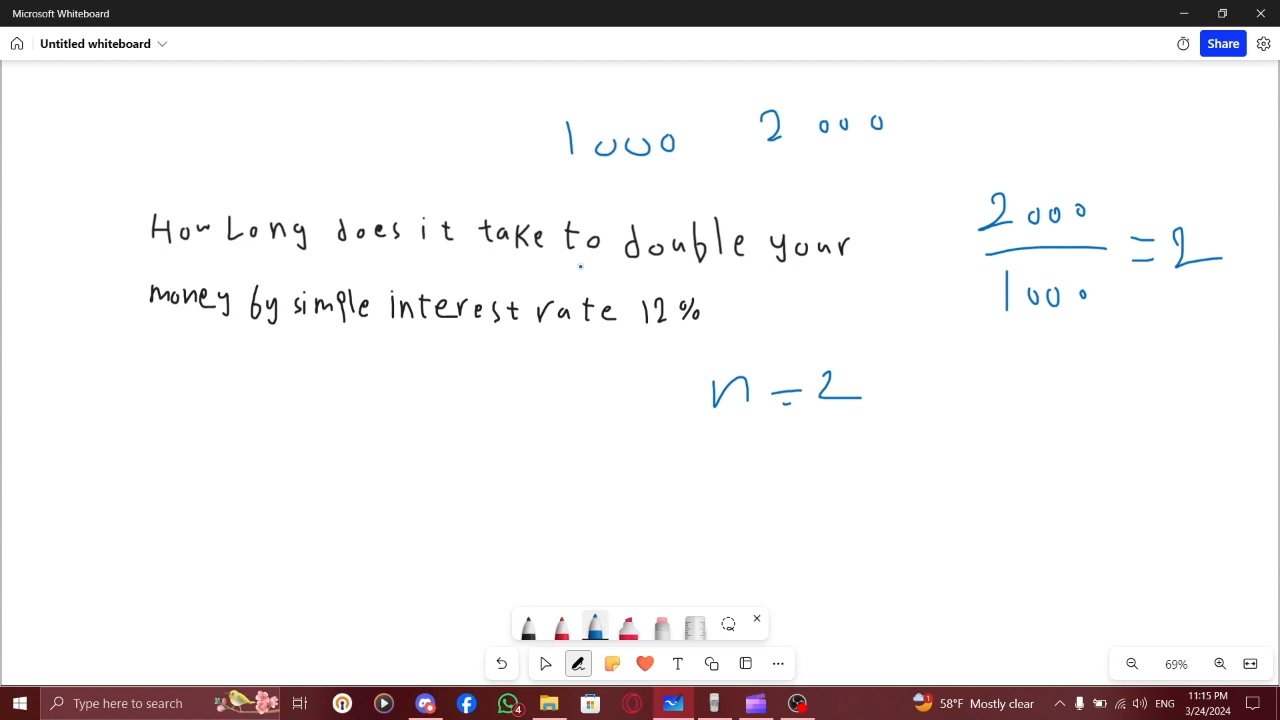 Microsoft Whiteboard
Untitled whiteboard
Share
1000 2000
How Long does it take to double your
money by simple interest rate 12%
2000
1000
= 2
n = 2
69%
Type here to search
4
1
58°F Mostly clear
ENG
11:15 PM
3/24/2024